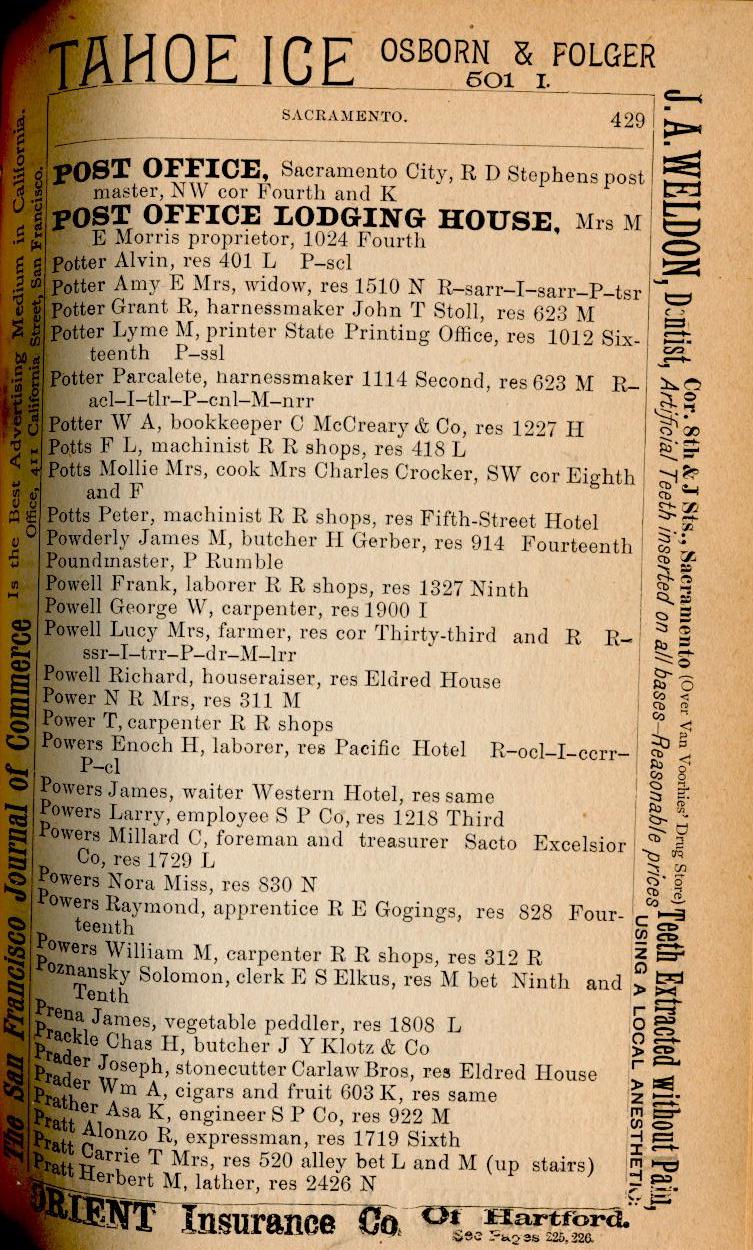 TAHOE ICE OSBORN & FOLGER
501 I.
SACRAMENTO. 429
POST OFFICE, Sacramento City, R D Stephens post
master, NW cor Fourth and K
POST OFFICE LODGING HOUSE, Mrs M
E Morris proprietor, 1024 Fourth
Potter Alvin, res 401 L P–scl
Potter Amy E Mrs, widow, res 1510 N R–sarr–I–sarr–P–tsr
Potter Grant R, harnessmaker John T Stoll, res 623 M
Potter Lyme M, printer State Printing Office, res 1012 Six-
teenth P–ssl
Potter Parcalete, harnessmaker 1114 Second, res 623 M R–
acl–I–tlr–P–cnl–M–nrr
Potter W A, bookkeeper C McCreary & Co, res 1227 H
Potts F L, machinist R R shops, res 418 L
Potts Mollie Mrs, cook Mrs Charles Crocker, SW cor Eighth
and F
Potts Peter, machinist R R shops, res Fifth-Street Hotel
Powderly James M, butcher H Gerber, res 914 Fourteenth
Poundmaster, P Rumble
Powell Frank, laborer R R shops, res 1327 Ninth
Powell George W, carpenter, res 1900 I
Powell Lucy Mrs, farmer, res cor Thirty-third and R R–
ssr–I–trr–P–dr–M–lrr
Powell Richard, houseraiser, res Eldred House
Power N R Mrs, res 311 M
Power T, carpenter R R shops
Powers Enoch H, laborer, res Pacific Hotel R–ocl–I–ccrr–
P–cl
Powers James, waiter Western Hotel, res same
Powers Larry, employee S P Co, res 1218 Third
Powers Millard C, foreman and treasurer Sacto Excelsior
Co, res 1729 L
Powers Nora Miss, res 830 N
Powers Raymond, apprentice R E Gogings, res 828 Four-
teenth
Powers William M, carpenter R R shops, res 312 R
Poznansky Solomon, clerk E S Elkus, res M bet Ninth and
Tenth
Prena James, vegetable peddler, res 1808 L
Prackle Chas H, butcher J Y Klotz & Co
Prader Joseph, stonecutter Carlaw Bros, res Eldred House
Prader Wm A, cigars and fruit 603 K, res same
Prather Asa K, engineer S P Co, res 922 M
Pratt Alonzo R, expressman, res 1719 Sixth
Pratt Carrie T Mrs, res 520 alley bet L and M (up stairs)
Pratt Herbert M, lather, res 2426 N
ORIENT Insurance Co. Of Hartford.
See Pages 225, 226.
The San Francisco Journal of Commerce Is the Best Advertising Medium in California.
Office, 411 California Street, San Francisco.
J. A. WELDON, Dentist, Cor. 8th & J Sts., Sacramento (Over Van Voorhies' Drug Store) Teeth Extracted without Pain,
Artificial Teeth inserted on all bases—Reasonable prices USING A LOCAL ANESTHETIC.